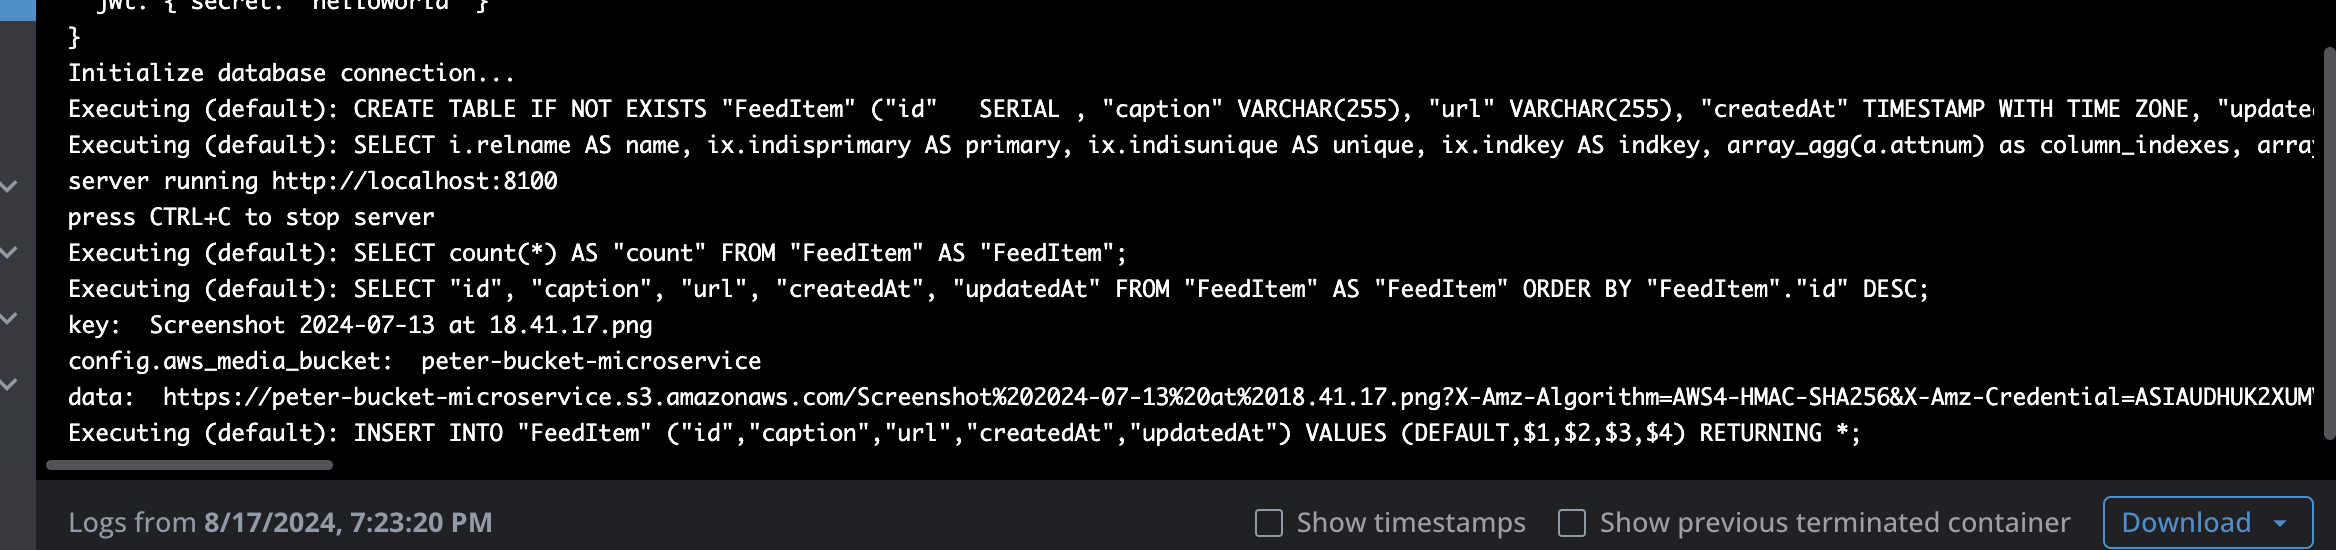 jwt: { secret: 'helloworld' }
}
Initialize database connection...
Executing (default): CREATE TABLE IF NOT EXISTS "FeedItem" ("id"   SERIAL , "caption" VARCHAR(255), "url" VARCHAR(255), "createdAt" TIMESTAMP WITH TIME ZONE, "update
Executing (default): SELECT i.relname AS name, ix.indisprimary AS primary, ix.indisunique AS unique, ix.indkey AS indkey, array_agg(a.attnum) as column_indexes, array
server running http://localhost:8100
press CTRL+C to stop server
Executing (default): SELECT count(*) AS "count" FROM "FeedItem" AS "FeedItem";
Executing (default): SELECT "id", "caption", "url", "createdAt", "updatedAt" FROM "FeedItem" AS "FeedItem" ORDER BY "FeedItem"."id" DESC;
key:  Screenshot 2024-07-13 at 18.41.17.png
config.aws_media_bucket:  peter-bucket-microservice
data:  https://peter-bucket-microservice.s3.amazonaws.com/Screenshot%202024-07-13%20at%2018.41.17.png?X-Amz-Algorithm=AWS4-HMAC-SHA256&X-Amz-Credential=ASIAUDHUK2XUM
Executing (default): INSERT INTO "FeedItem" ("id","caption","url","createdAt","updatedAt") VALUES (DEFAULT,$1,$2,$3,$4) RETURNING *;
Logs from 8/17/2024, 7:23:20 PM
Show timestamps
Show previous terminated container
Download